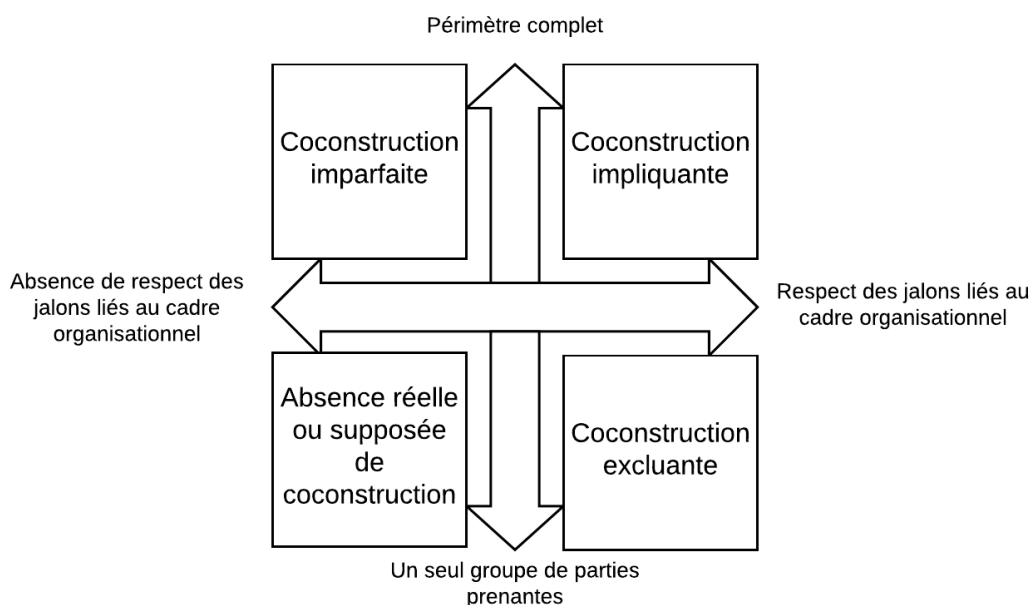 Périmètre complet
Coconstruction
imparfaite
Coconstruction
impliquante
Absence de respect des
jalons liés au cadre
organisationnel
Respect des jalons liés au
cadre organisationnel
Absence réelle
ou supposée
de
coconstruction
Coconstruction
excluante
Un seul groupe de parties
prenantes